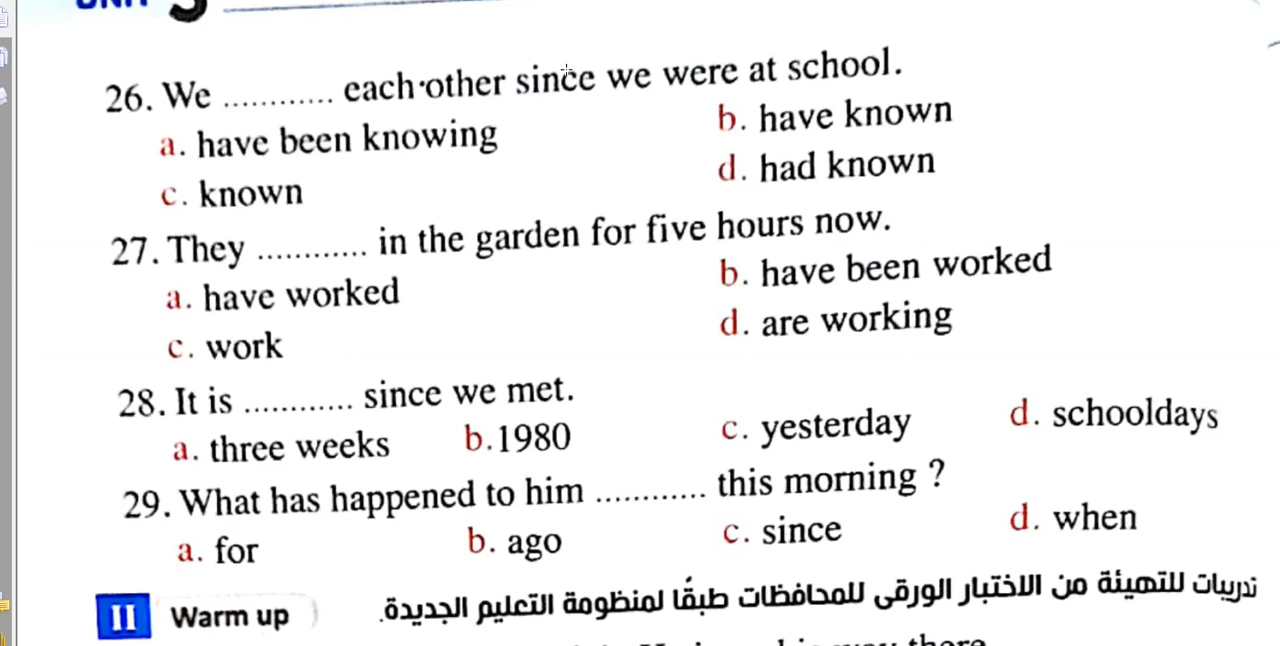 26. We ............ each other since we were at school.
a. have been knowing b. have known
c. known d. had known
27. They ............ in the garden for five hours now.
a. have worked b. have been worked
c. work d. are working
28. It is ............ since we met.
a. three weeks b. 1980 c. yesterday d. schooldays
29. What has happened to him ............ this morning ?
a. for b. ago c. since d. when
II Warm up تدريبات للتهيئة من الاختبار الورقى للمحافظات طبقًا لمنظومة التعليم الجديدة.